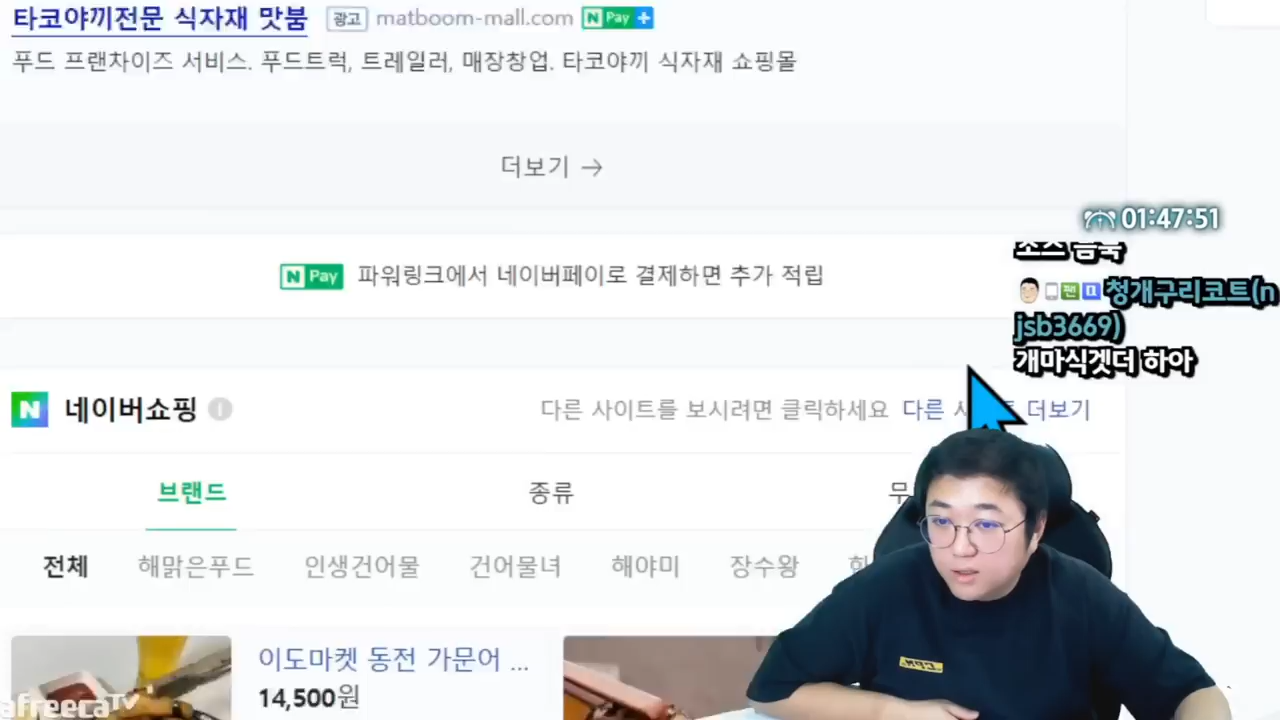 타코야끼전문 식자재 맛붐 광고 matboom-mall.com N Pay +
푸드 프랜차이즈 서비스. 푸드트럭, 트레일러, 매장창업. 타코야끼 식자재 쇼핑몰
더보기 →
01:47:51
N Pay 파워링크에서 네이버페이로 결제하면 추가 적립
팬 청개구리코트(n
jsb3669)
개마식겟더 하아
N 네이버쇼핑
다른 사이트를 보시려면 클릭하세요 다른 더보기
브랜드 종류 무
전체 해맑은푸드 인생건어물 건어물녀 해야미 장수왕
이도마켓 동전 가문어 ...
14,500원
afreecaTV